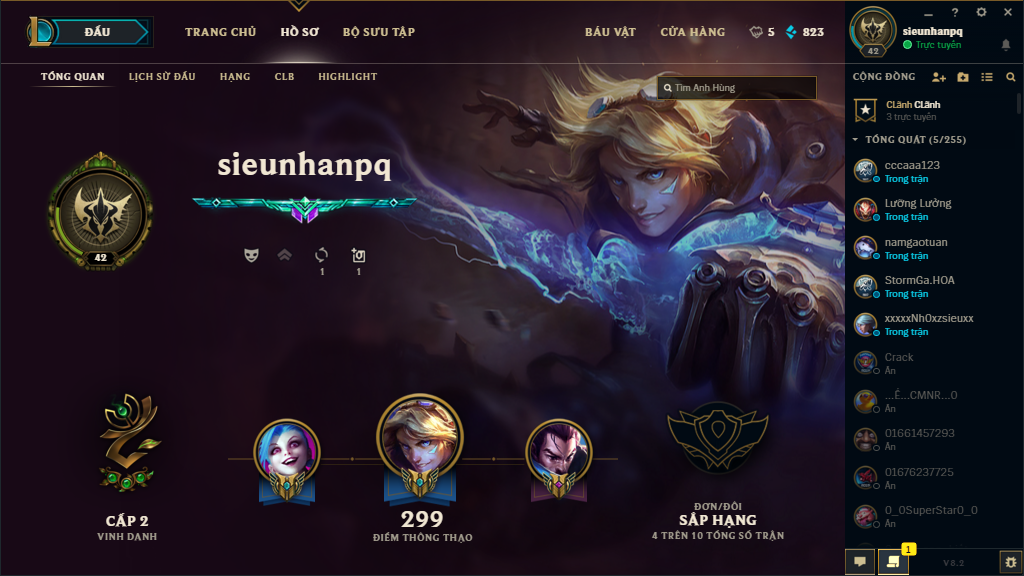 ĐẤU
TRANG CHỦ
HỒ SƠ
BỘ SƯU TẬP
BÁU VẬT
CỬA HÀNG
5
823
?
sieunhanpq
Trực tuyến
42
TỔNG QUAN
LỊCH SỬ ĐẤU
HẠNG
CLB
HIGHLIGHT
Tìm Anh Hùng
CỘNG ĐỒNG
CLãnh CLãnh
3 trực tuyến
TỔNG QUÁT (5/255)
cccaaa123
Trong trận
Lường Lưởng
Trong trận
namgaotuan
Trong trận
StormGa.HOA
Trong trận
xxxxxNh0xzsieuxx
Trong trận
Crack
Ẩn
...É...CMNR...0
Ẩn
01661457293
Ẩn
01676237725
Ẩn
0_0SuperStar0_0
Ẩn
sieunhanpq
42
1
1
CẤP 2
VINH DANH
299
ĐIỂM THÔNG THẠO
ĐƠN/ĐÔI
SẮP HẠNG
4 TRÊN 10 TỔNG SỐ TRẬN
1
V8.2